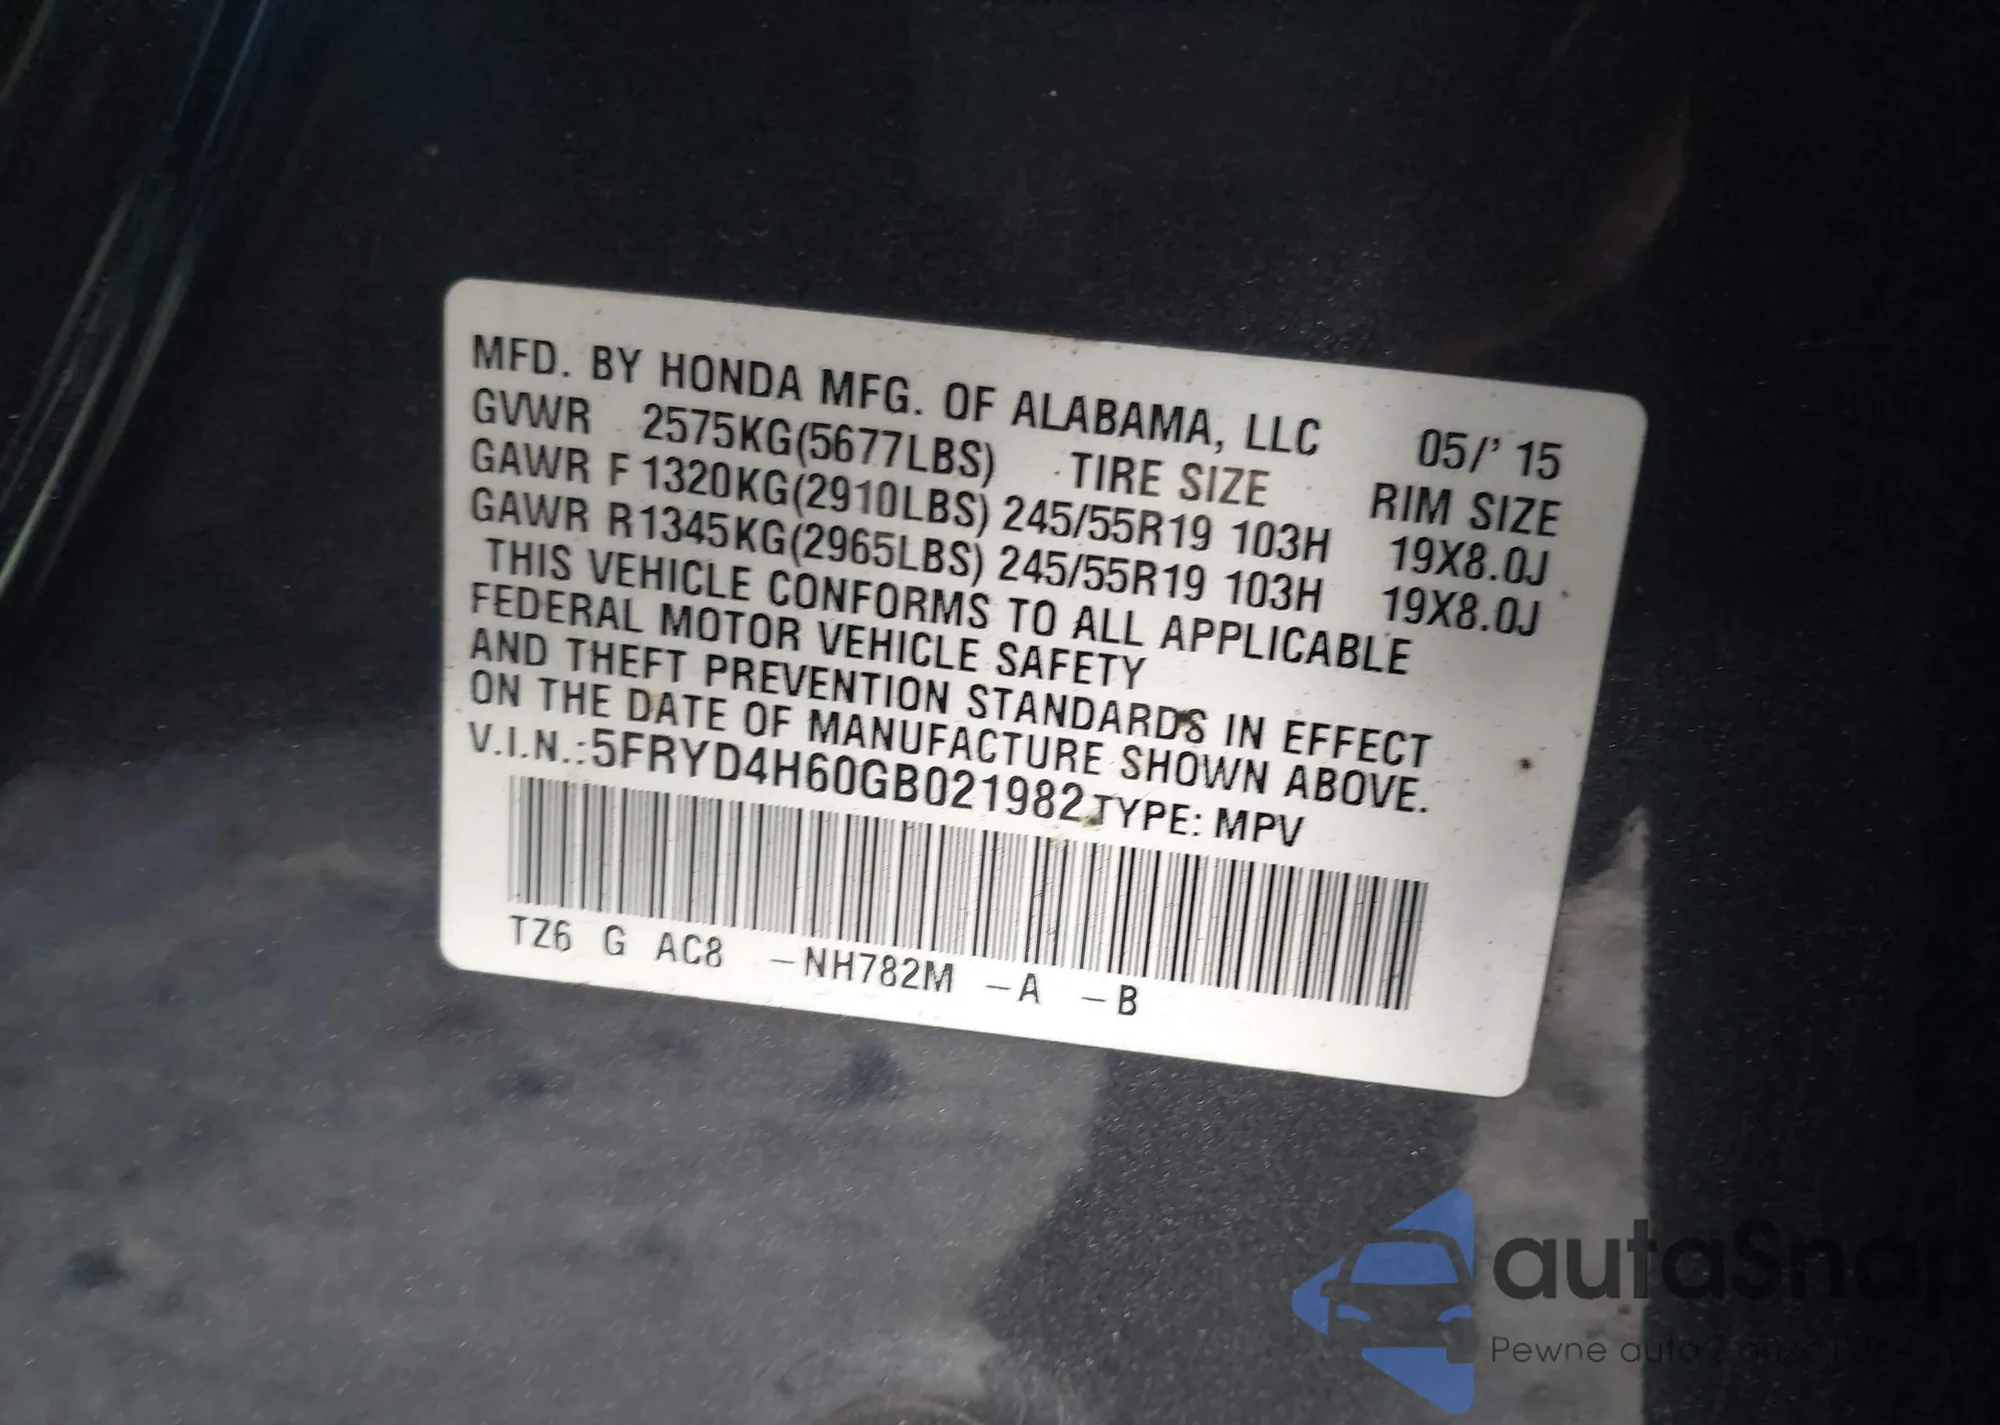 MFD. BY HONDA MFG. OF ALABAMA, LLC 05/' 15
GVWR 2575KG(5677LBS) TIRE SIZE RIM SIZE
GAWR F 1320KG(2910LBS) 245/55R19 103H 19X8.0J
GAWR R1345KG(2965LBS) 245/55R19 103H 19X8.0J
THIS VEHICLE CONFORMS TO ALL APPLICABLE
FEDERAL MOTOR VEHICLE SAFETY
AND THEFT PREVENTION STANDARDS IN EFFECT
ON THE DATE OF MANUFACTURE SHOWN ABOVE.
V.I.N.:5FRYD4H60GB021982 TYPE: MPV
TZ6 G AC8 –NH782M –A –B
autaSnap
Pewne auto z